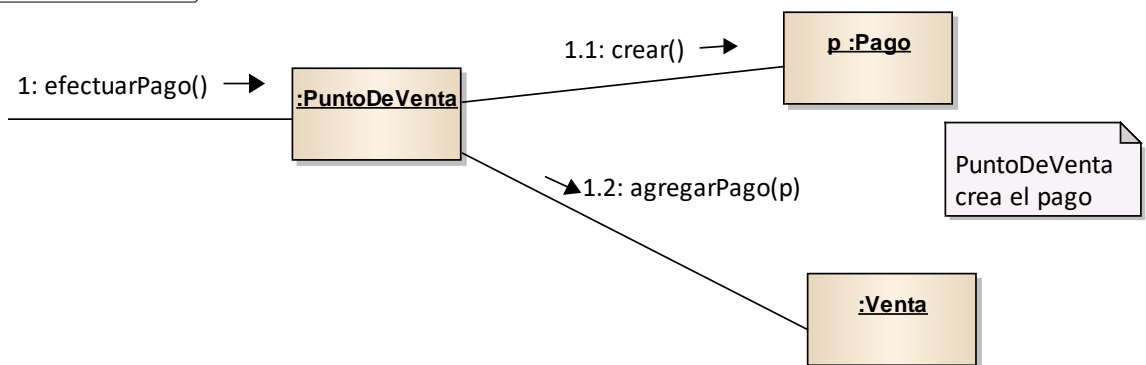 1.1: crear()
p :Pago
1: efectuarPago()
:PuntoDeVenta
PuntoDeVenta
crea el pago
1.2: agregarPago(p)
:Venta